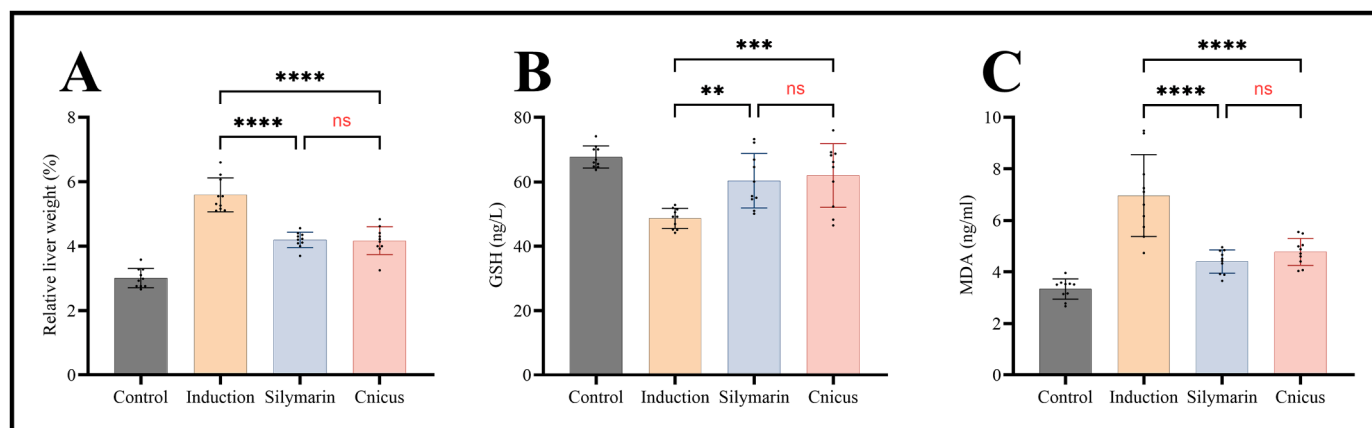 A
****
****
ns
Relative liver weight (%)
8
6
4
2
0
Control
Induction
Silymarin
Cnicus
B
***
**
ns
GSH (ng/L)
80
60
40
20
0
Control
Induction
Silymarin
Cnicus
C
****
****
ns
MDA (ng/ml)
10
8
6
4
2
0
Control
Induction
Silymarin
Cnicus